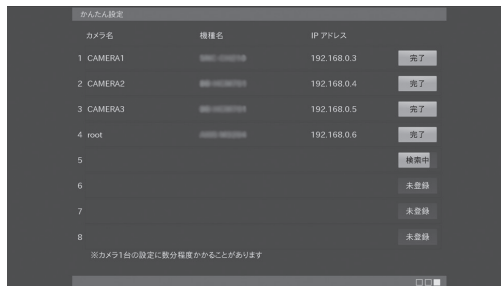 かんたん設定
カメラ名 機種名 IP アドレス
1 CAMERA1 192.168.0.3 完了
2 CAMERA2 192.168.0.4 完了
3 CAMERA3 192.168.0.5 完了
4 root 192.168.0.6 完了
5 検索中
6 未登録
7 未登録
8 未登録
※カメラ1台の設定に数分程度かかることがあります